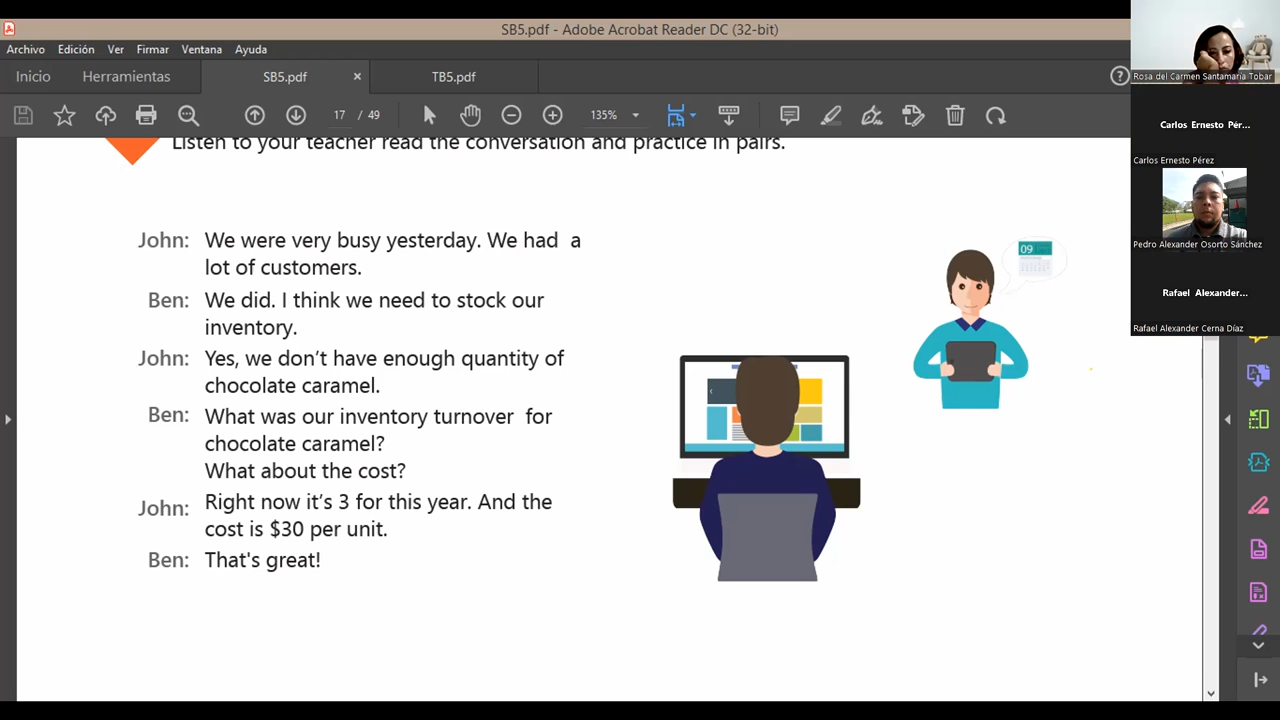 SB5.pdf - Adobe Acrobat Reader DC (32-bit)
Archivo Edición Ver Firmar Ventana Ayuda
Inicio Herramientas SB5.pdf × TB5.pdf
17 / 49 135%
Listen to your teacher read the conversation and practice in pairs.
John: We were very busy yesterday. We had a
lot of customers.
Ben: We did. I think we need to stock our
inventory.
John: Yes, we don't have enough quantity of
chocolate caramel.
Ben: What was our inventory turnover for
chocolate caramel?
What about the cost?
John: Right now it's 3 for this year. And the
cost is $30 per unit.
Ben: That's great!
09
Rosa del Carmen Santamaría Tobar
Carlos Ernesto Pér...
Carlos Ernesto Pérez
Pedro Alexander Osorto Sánchez
Rafael Alexander...
Rafael Alexander Cerna Díaz